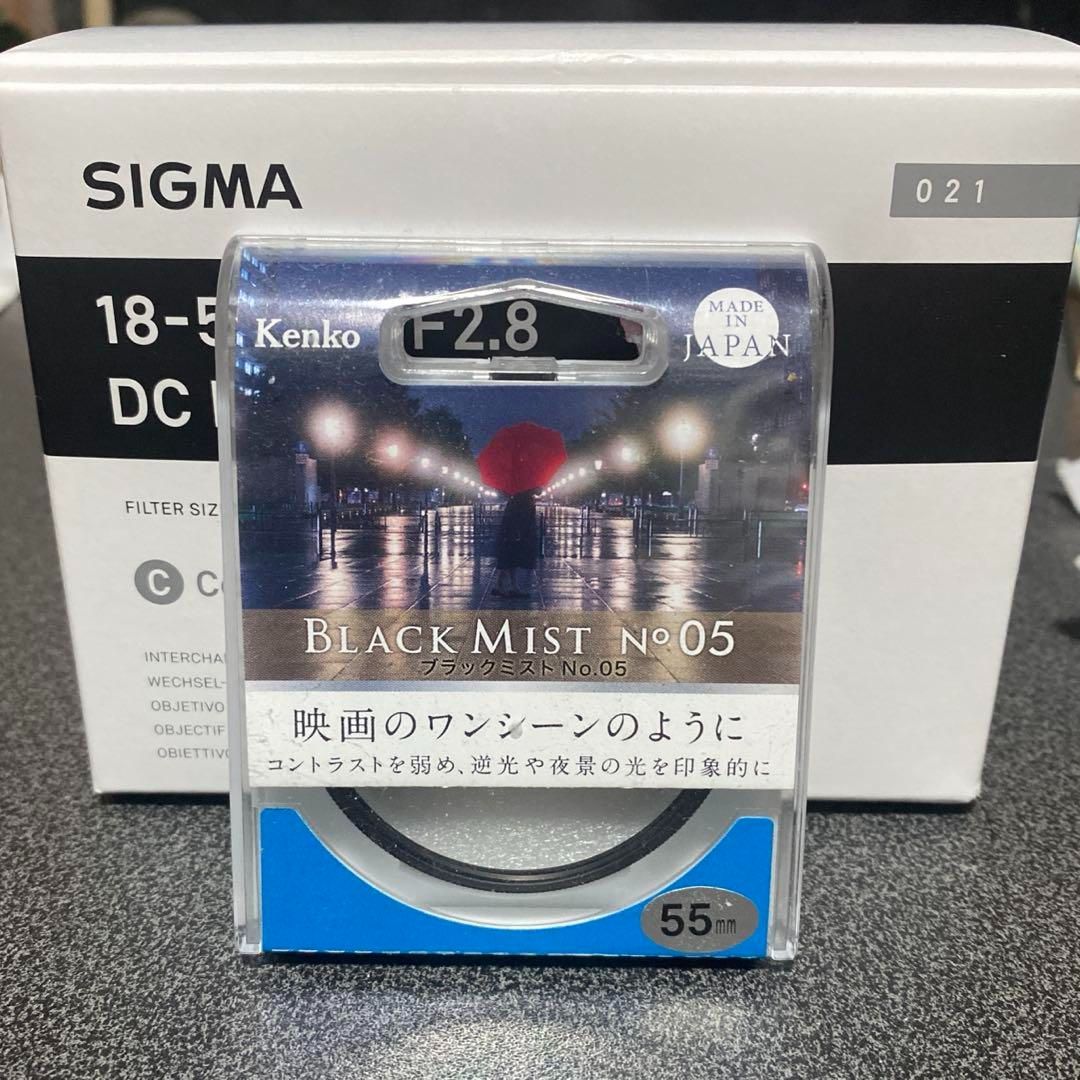 SIGMA
021
18-5
DC
F2.8
FILTER SIZ
C
INTERCHA
WECHSEL-
OBJETIVO
OBJECTIF
OBIETTIVO
Kenko
MADE
IN
JAPAN
BLACK MIST No 05
ブラックミスト No.05
映画のワンシーンのように
コントラストを弱め、逆光や夜景の光を印象的に
55mm